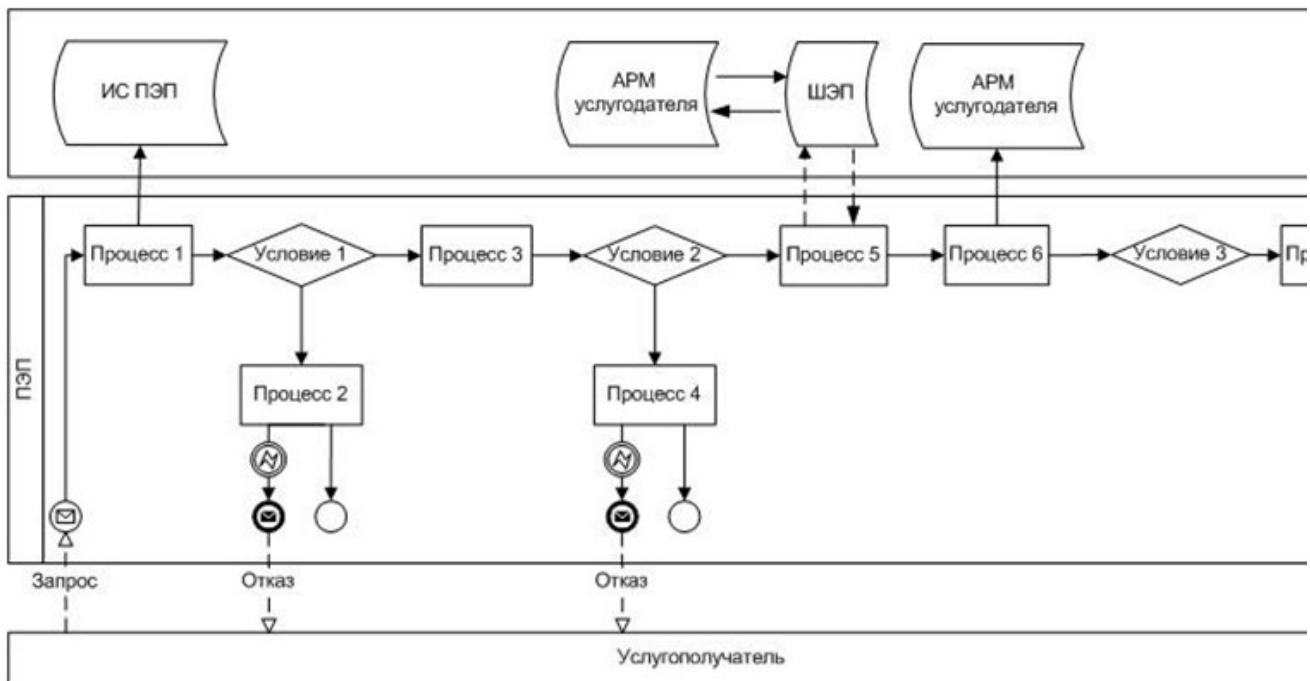 ИС ПЭП
АРМ
услугодателя
ШЭП
АРМ
услугодателя
Процесс 1
Условие 1
Процесс 3
Условие 2
Процесс 5
Процесс 6
Условие 3
Пр
ПЭП
Процесс 2
Процесс 4
Запрос
Отказ
Отказ
Услугополучатель